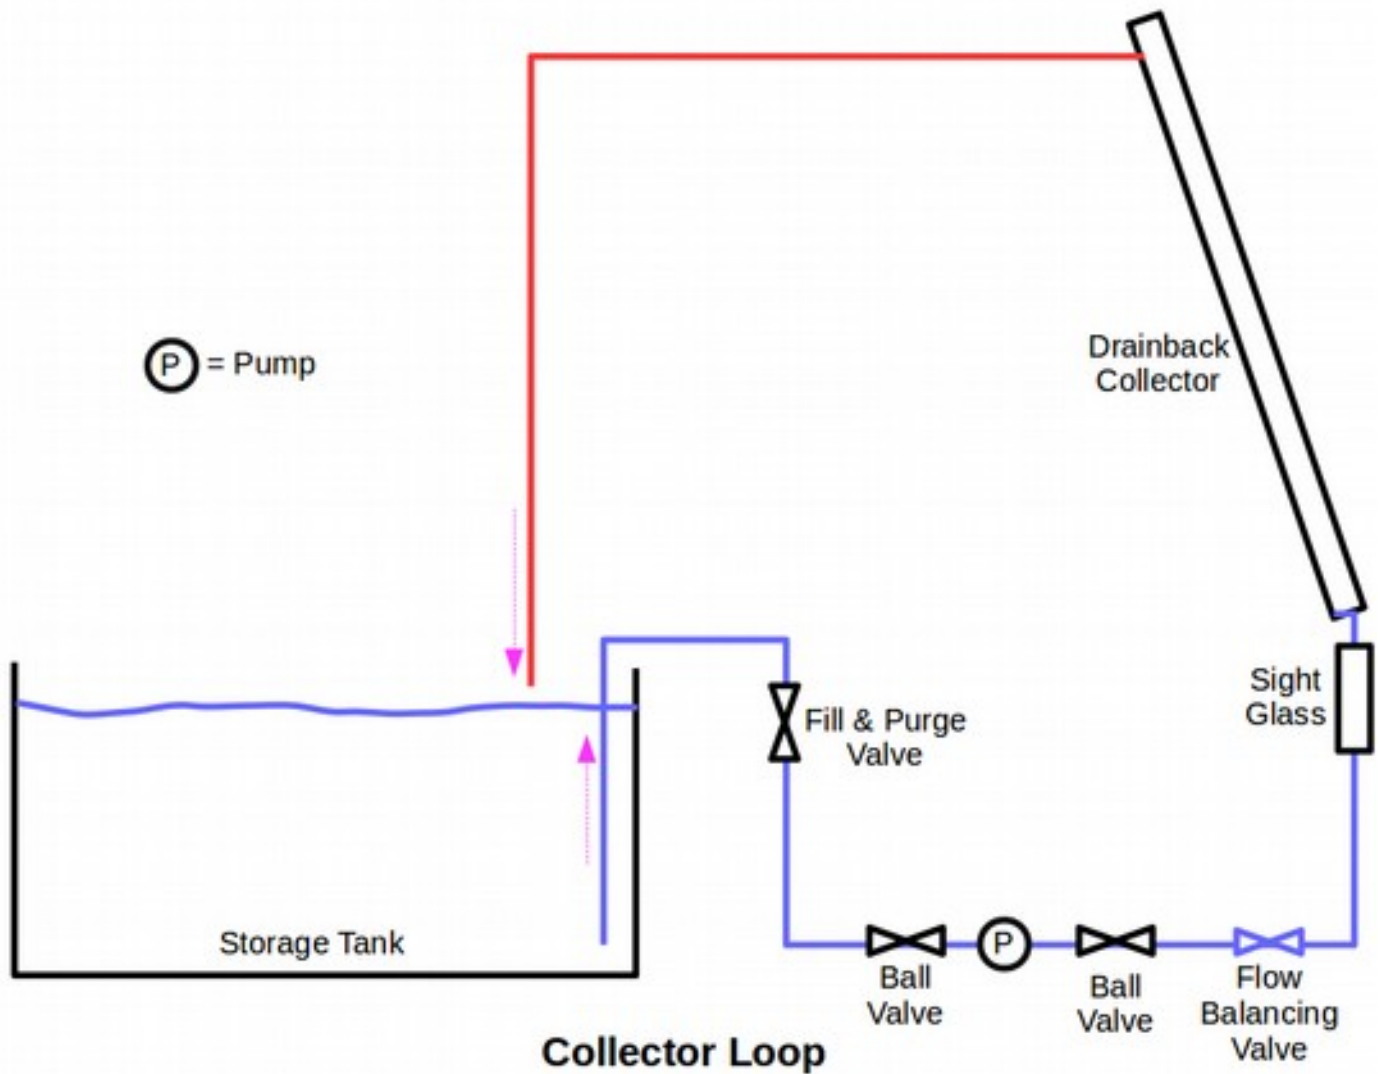 P = Pump
Drainback
Collector
Sight
Glass
Fill & Purge
Valve
Storage Tank
P
Ball
Valve
Ball
Valve
Flow
Balancing
Valve
Collector Loop